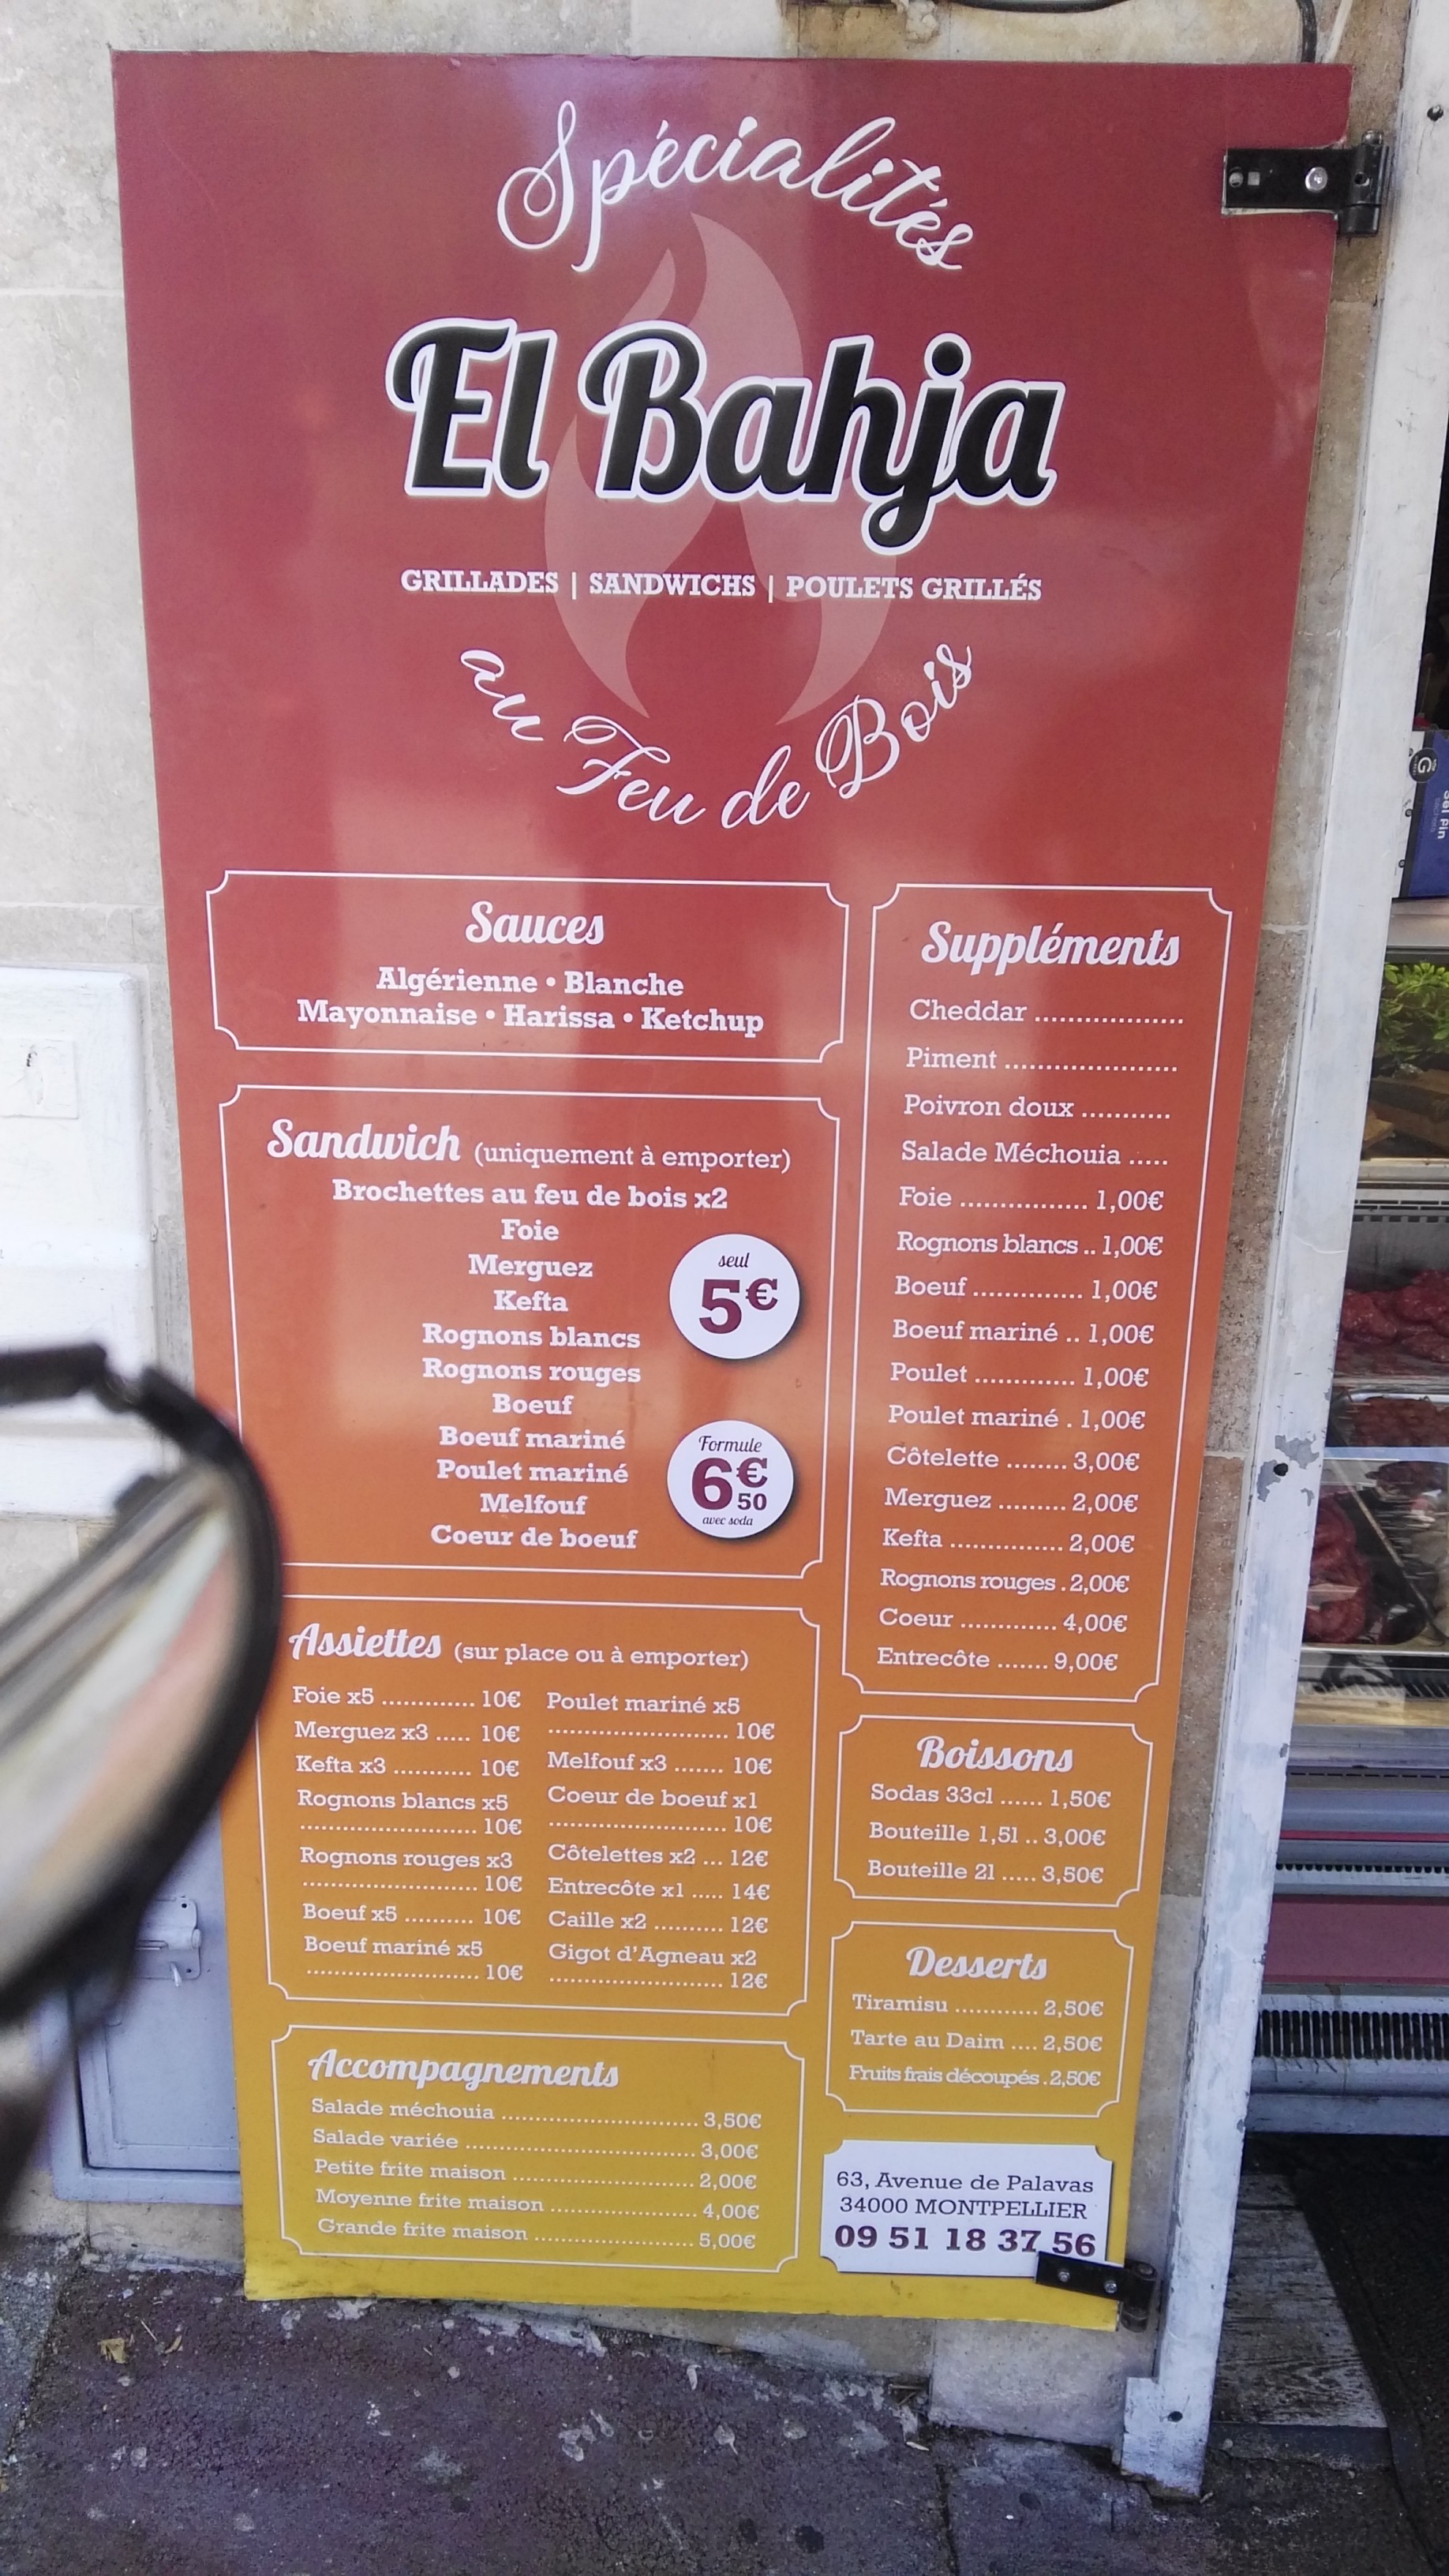 Spécialités
El Bahja
GRILLADES | SANDWICHS | POULETS GRILLÉS
au Feu de Bois
Sauces
Algérienne • Blanche
Mayonnaise • Harissa • Ketchup
Sandwich (uniquement à emporter)
Brochettes au feu de bois x2
Foie
Merguez
Kefta
Rognons blancs
Rognons rouges
Boeuf
Boeuf mariné
Poulet mariné
Melfouf
Coeur de boeuf
seul
5€
Formule
6€50
avec soda
Assiettes (sur place ou à emporter)
Foie x5 ............. 10€
Merguez x3 ..... 10€
Kefta x3 ........... 10€
Rognons blancs x5
......................... 10€
Rognons rouges x3
......................... 10€
Boeuf x5 .......... 10€
Boeuf mariné x5
......................... 10€
Poulet mariné x5
......................... 10€
Melfouf x3 ....... 10€
Coeur de boeuf x1
......................... 10€
Côtelettes x2 ... 12€
Entrecôte x1 ..... 14€
Caille x2 .......... 12€
Gigot d'Agneau x2
......................... 12€
Accompagnements
Salade méchouia ............................ 3,50€
Salade variée ................................. 3,00€
Petite frite maison .......................... 2,00€
Moyenne frite maison ..................... 4,00€
Grande frite maison ....................... 5,00€
Suppléments
Cheddar ...................
Piment ......................
Poivron doux ...........
Salade Méchouia .....
Foie ................ 1,00€
Rognons blancs .. 1,00€
Boeuf .............. 1,00€
Boeuf mariné .. 1,00€
Poulet ............. 1,00€
Poulet mariné . 1,00€
Côtelette ........ 3,00€
Merguez ......... 2,00€
Kefta ............... 2,00€
Rognons rouges . 2,00€
Coeur ............. 4,00€
Entrecôte ....... 9,00€
Boissons
Sodas 33cl ...... 1,50€
Bouteille 1,5l .. 3,00€
Bouteille 2l ..... 3,50€
Desserts
Tiramisu ............ 2,50€
Tarte au Daim .... 2,50€
Fruits frais découpés . 2,50€
63, Avenue de Palavas
34000 MONTPELLIER
09 51 18 37 56
G
Sel Fin